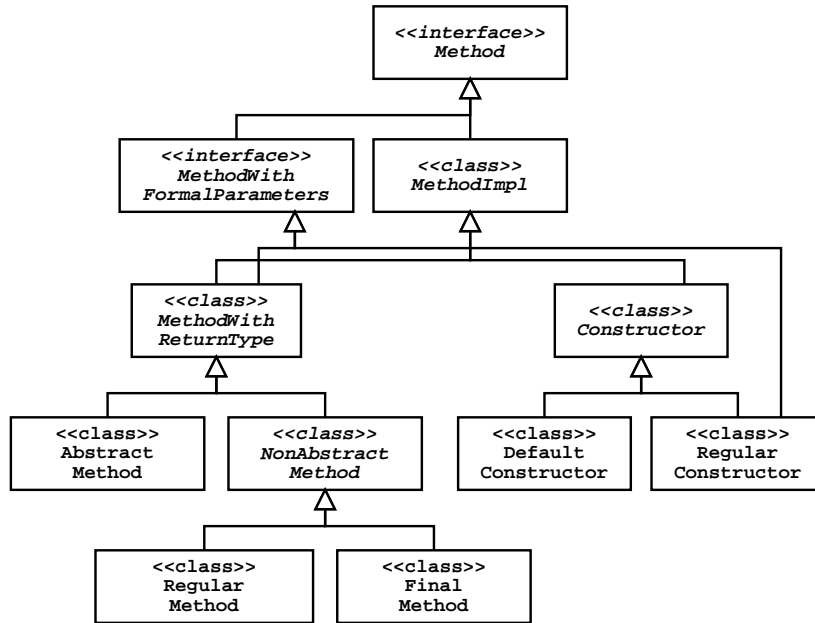 <<interface>>
Method
<<interface>>
MethodWith
FormalParameters
<<class>>
MethodImpl
<<class>>
MethodWith
ReturnType
<<class>>
Constructor
<<class>>
Abstract
Method
<<class>>
NonAbstract
Method
<<class>>
Default
Constructor
<<class>>
Regular
Constructor
<<class>>
Regular
Method
<<class>>
Final
Method